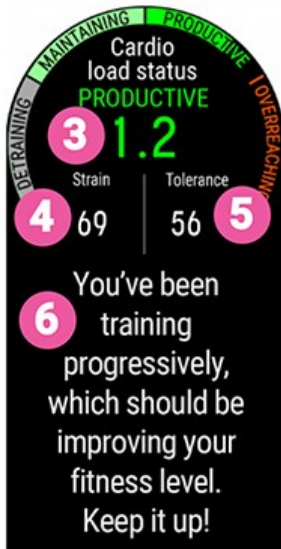 DETRAINING
MAINTAINING
PRODUCTIVE
OVERREACHING
Cardio
load status
PRODUCTIVE
3
1.2
Strain
Tolerance
4
69
56
5
6
You've been
training
progressively,
which should be
improving your
fitness level.
Keep it up!